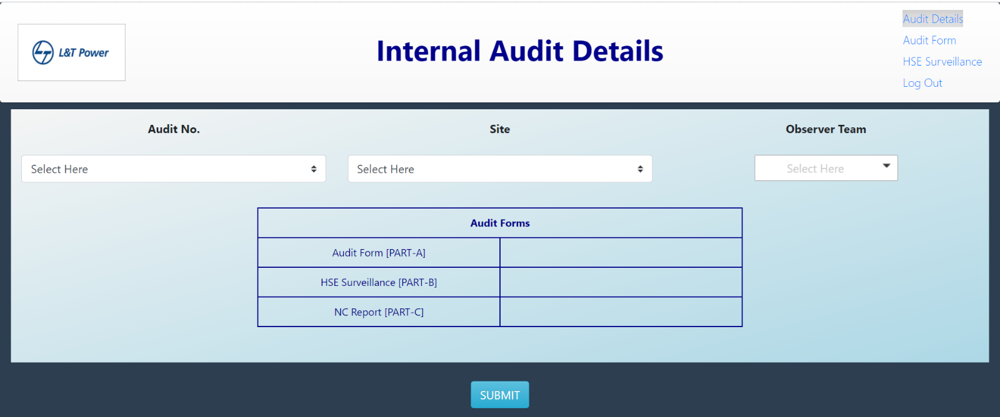 L&T Power
Internal Audit Details
Audit Details
Audit Form
HSE Surveillance
Log Out
Audit No.
Site
Observer Team
Select Here
Select Here
Select Here
Audit Forms
Audit Form [PART-A]
HSE Surveillance [PART-B]
NC Report [PART-C]
SUBMIT